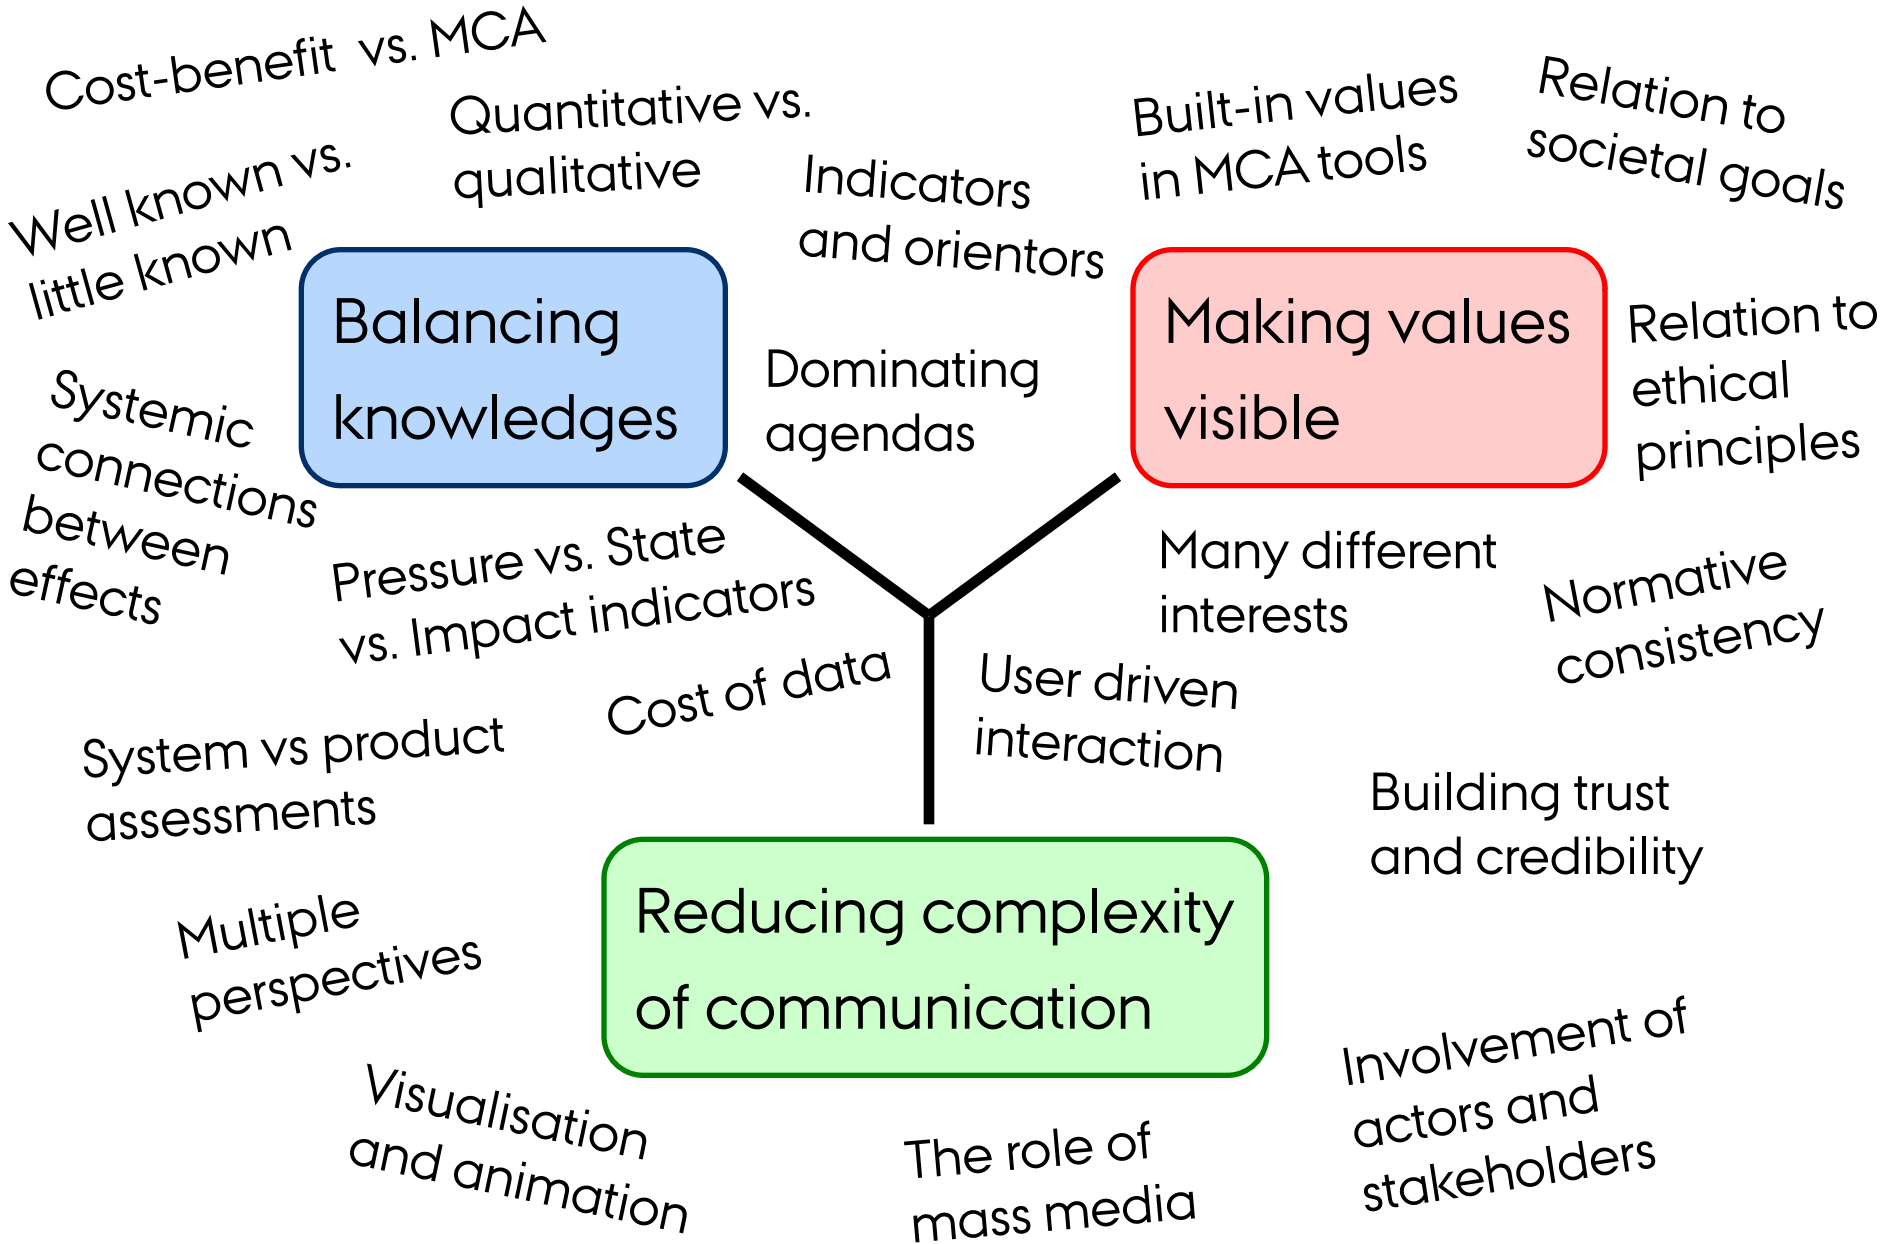 Cost-benefit vs. MCA
Quantitative vs.
qualitative
Built-in values
in MCA tools
Relation to
societal goals
Well known vs.
little known
Indicators
and orientors
Balancing
knowledges
Dominating
agendas
Making values
visible
Relation to
ethical
principles
Systemic
connections
between
effects
Pressure vs. State
vs. Impact indicators
Many different
interests
Normative
consistency
Cost of data
User driven
interaction
System vs product
assessments
Building trust
and credibility
Reducing complexity
of communication
Multiple
perspectives
Involvement of
actors and
stakeholders
Visualisation
and animation
The role of
mass media